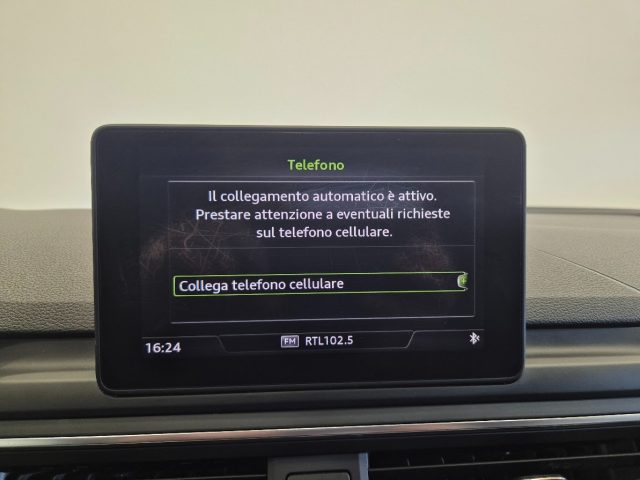 Telefono
Il collegamento automatico è attivo.
Prestare attenzione a eventuali richieste
sul telefono cellulare.
Collega telefono cellulare
16:24
FM RTL102.5